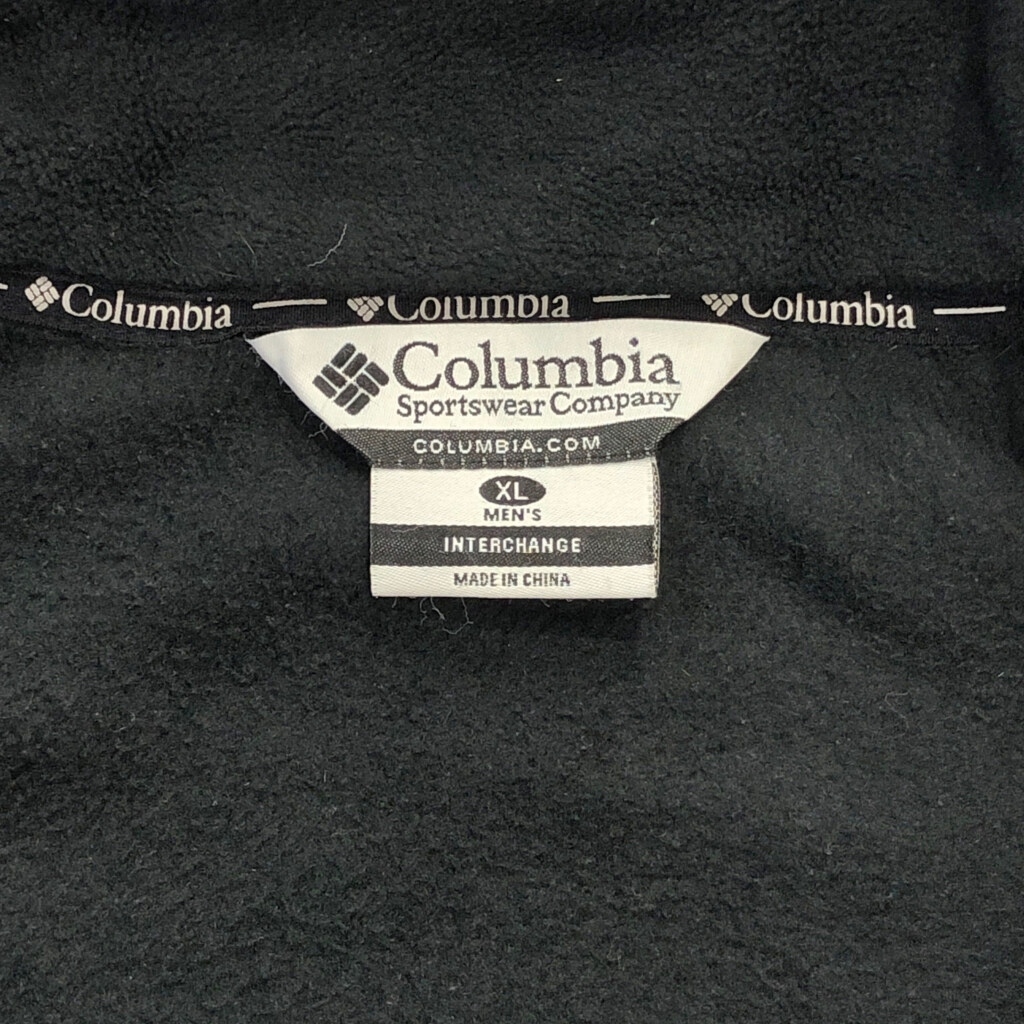 Columbia Columbia Columbia
Columbia
Sportswear Company
COLUMBIA.COM
XL
MEN'S
INTERCHANGE
MADE IN CHINA